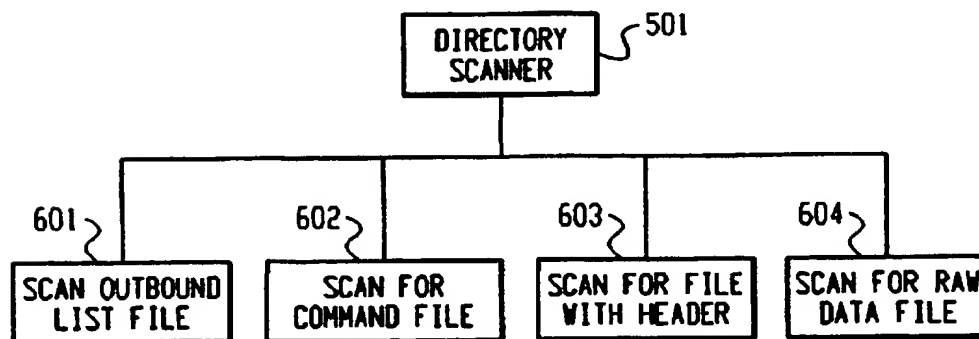 DIRECTORY
SCANNER
501
601
602
603
604
SCAN OUTBOUND
LIST FILE
SCAN FOR
COMMAND FILE
SCAN FOR FILE
WITH HEADER
SCAN FOR RAW
DATA FILE